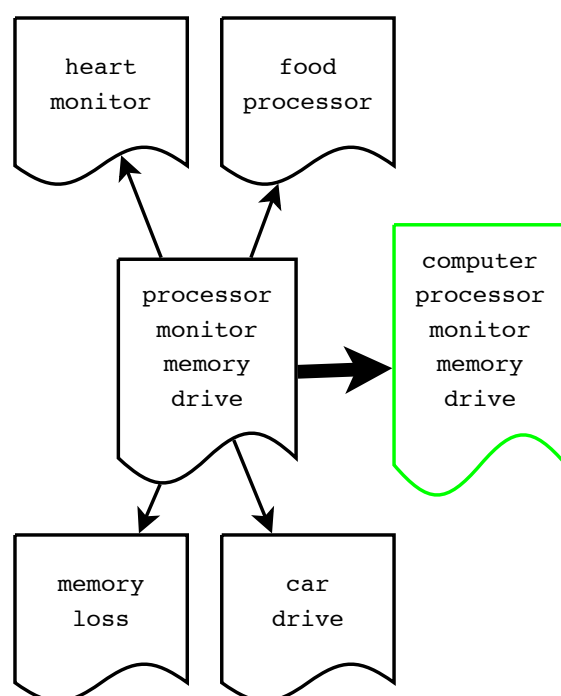 heart
monitor
food
processor
processor
monitor
memory
drive
computer
processor
monitor
memory
drive
memory
loss
car
drive